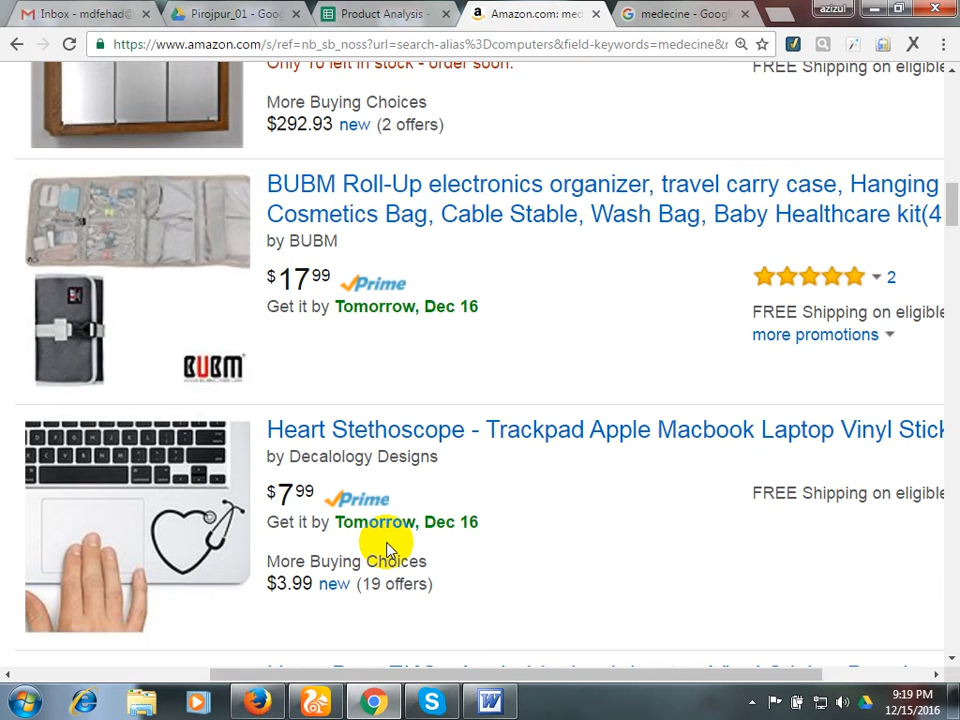 Inbox - mdfehad@
Pirojpur_01 - Goog
Product Analysis -
Amazon.com: med
medecine - Google
azizul
https://www.amazon.com/s/ref=nb_sb_noss?url=search-alias%3Dcomputers&field-keywords=medecine&r
Only 10 left in stock - order soon.
FREE Shipping on eligible
More Buying Choices
$292.93 new (2 offers)
BUBM Roll-Up electronics organizer, travel carry case, Hanging
Cosmetics Bag, Cable Stable, Wash Bag, Baby Healthcare kit(4
by BUBM
$17 99 Prime
2
Get it by Tomorrow, Dec 16
FREE Shipping on eligible
more promotions
BUBM
Heart Stethoscope - Trackpad Apple Macbook Laptop Vinyl Stick
by Decalology Designs
$7 99 Prime
FREE Shipping on eligible
Get it by Tomorrow, Dec 16
More Buying Choices
$3.99 new (19 offers)
9:19 PM
12/15/2016